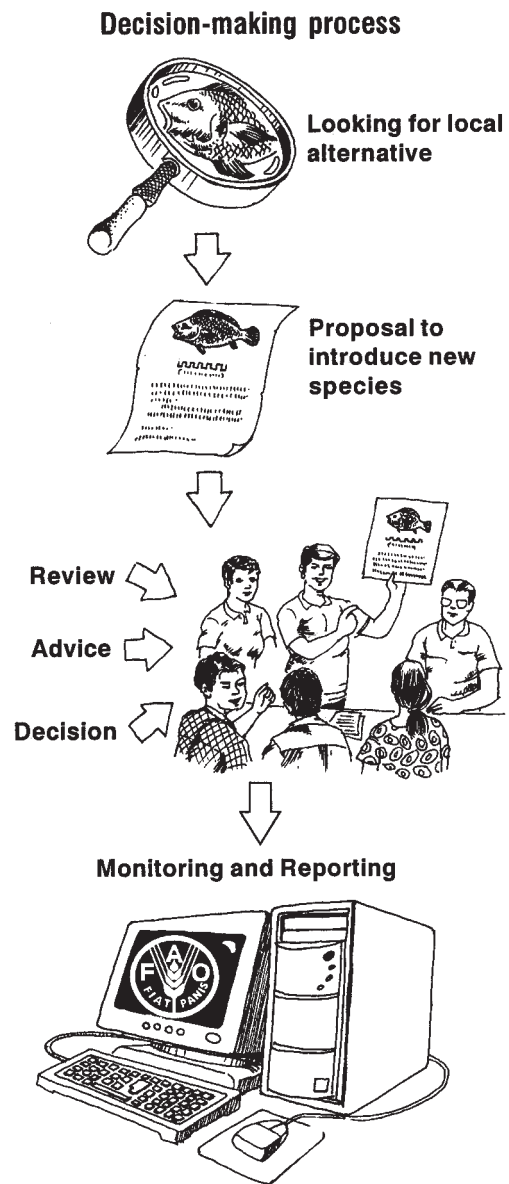 Decision-making process
Looking for local
alternative
Proposal to
introduce new
species
Review
Advice
Decision
Monitoring and Reporting
F A O
FIAT PANIS